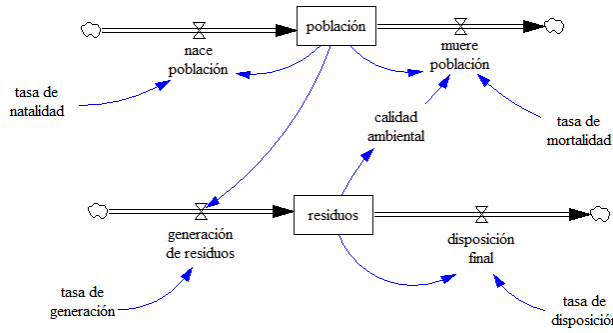 población
nace
población
muere
población
tasa de
natalidad
calidad
ambiental
tasa de
mortalidad
residuos
generación
de residuos
disposición
final
tasa de
generación
tasa de
disposición